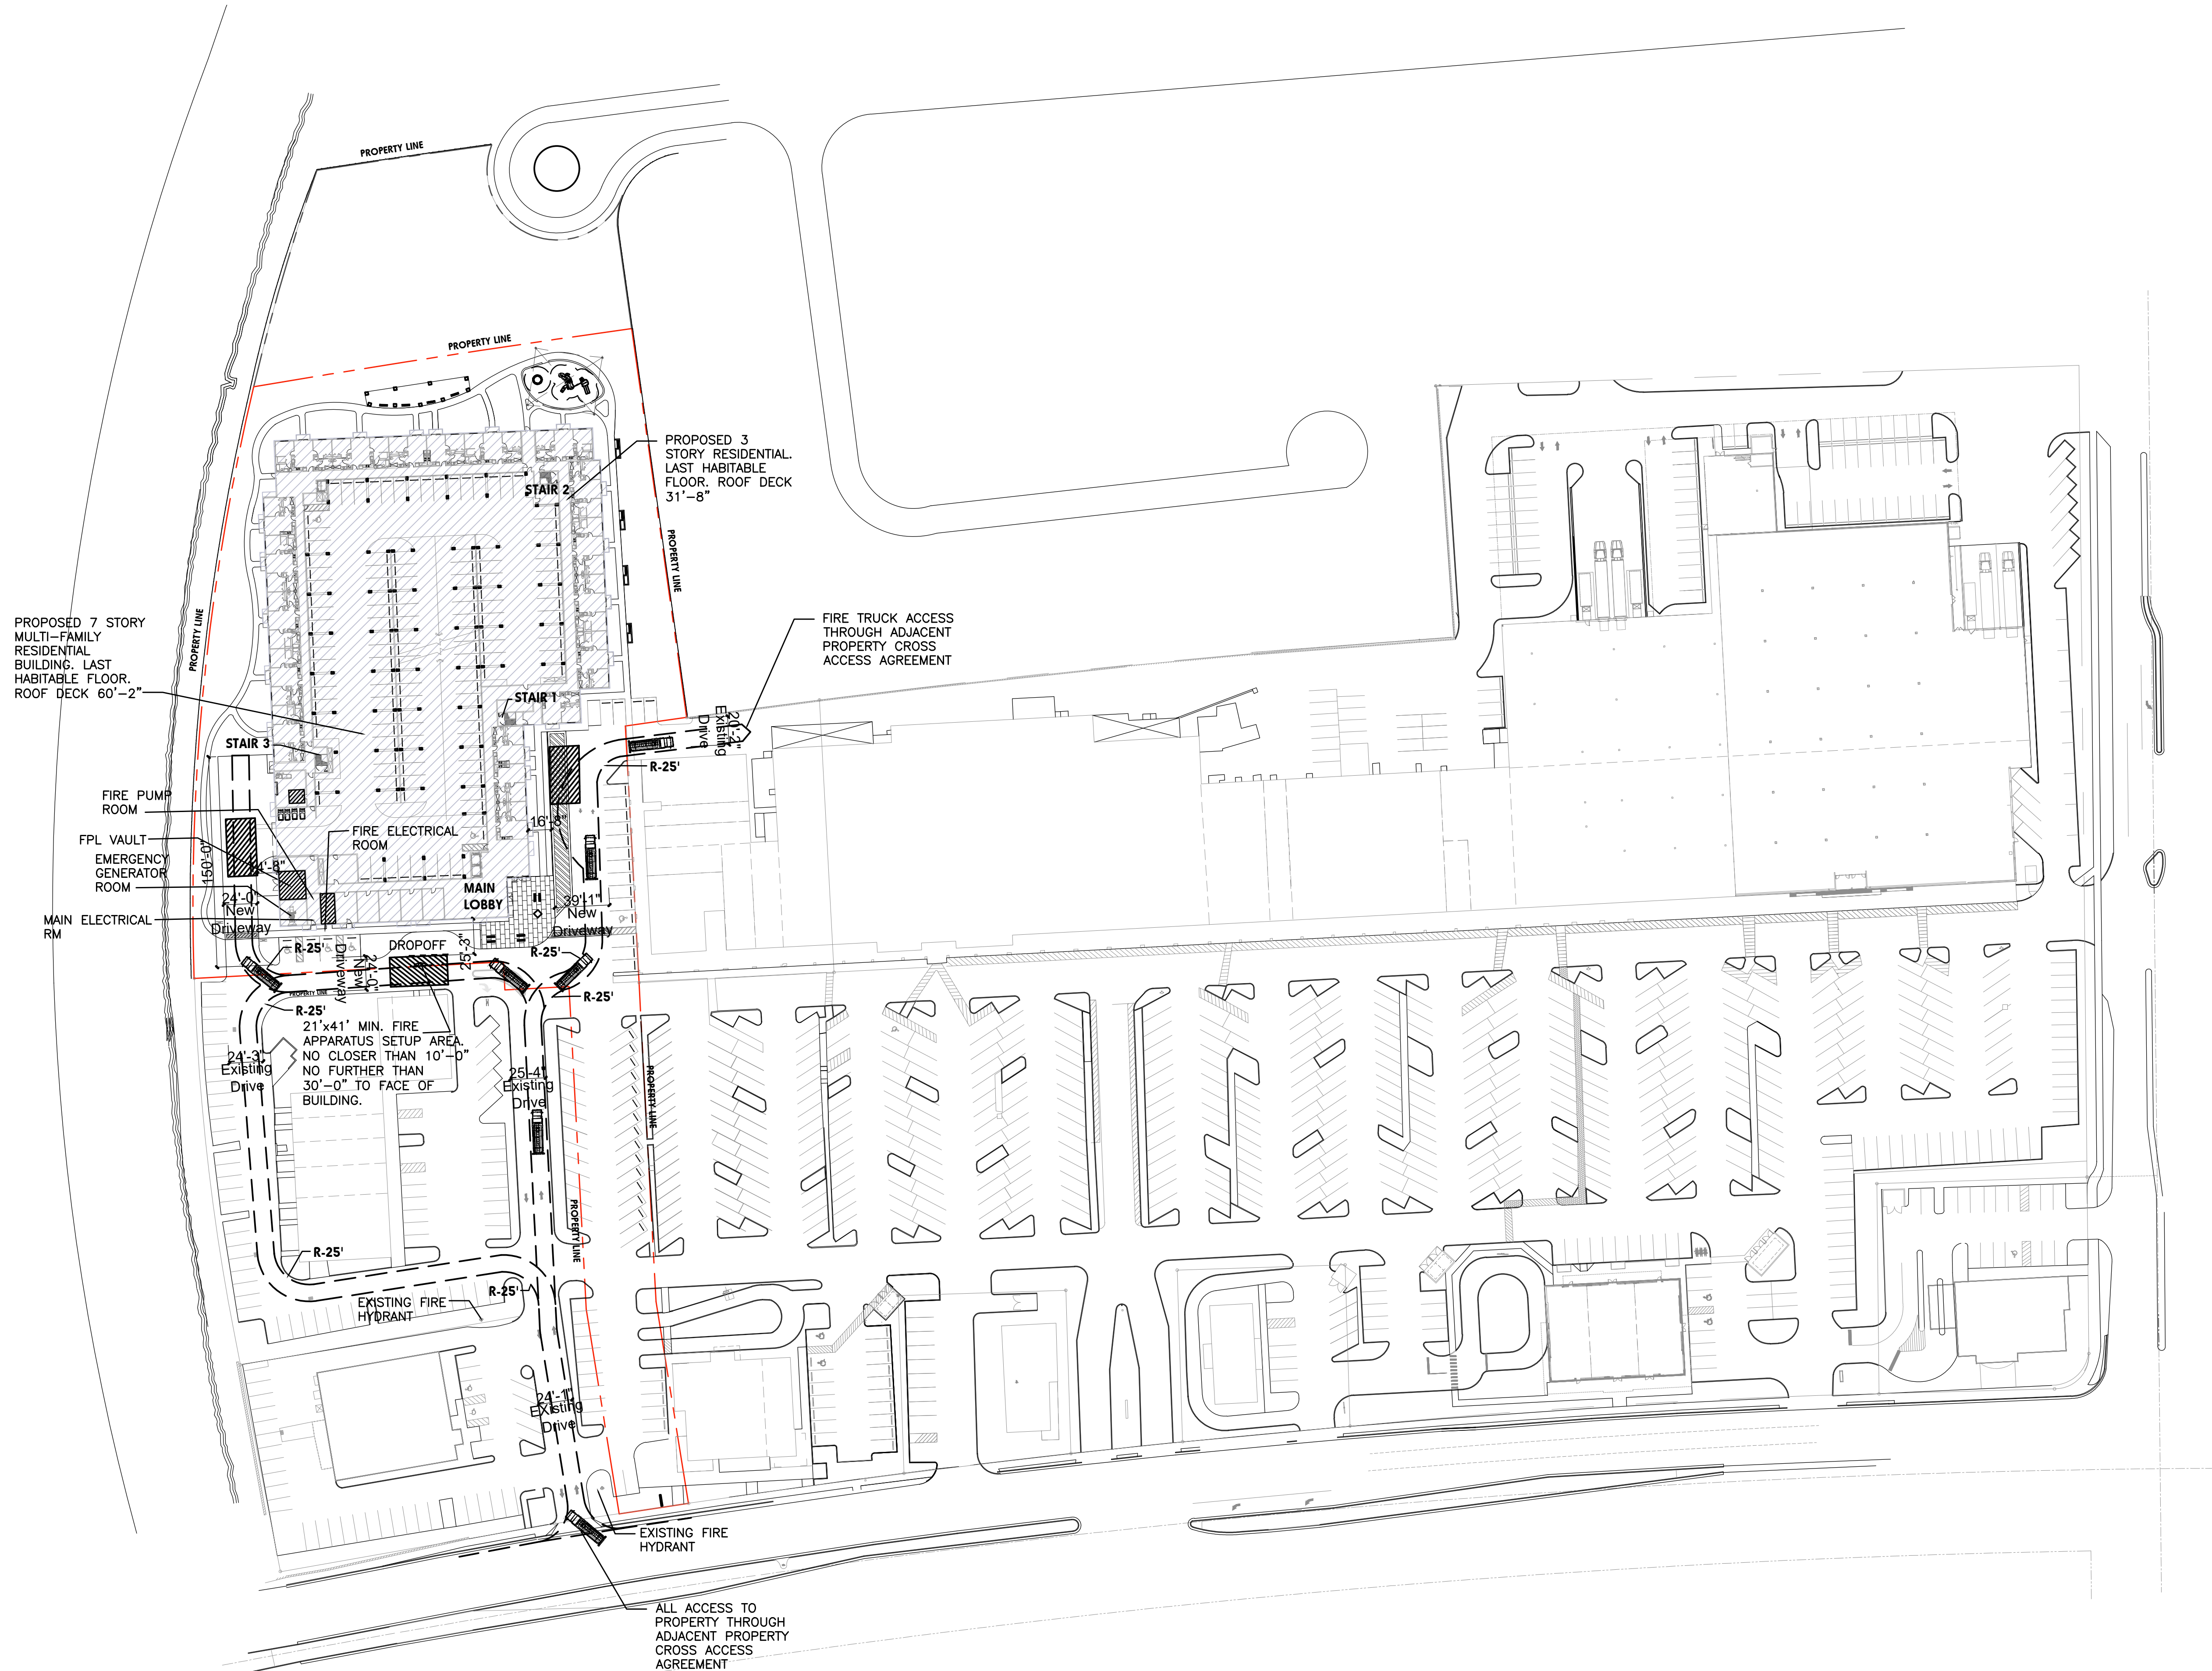 PROPERTY LINE
PROPERTY LINE
PROPOSED 3
STORY RESIDENTIAL.
LAST HABITABLE
FLOOR. ROOF DECK
31'-8"
STAIR 2
PROPERTY LINE
PROPERTY LINE
PROPOSED 7 STORY
MULTI-FAMILY
RESIDENTIAL
BUILDING. LAST
HABITABLE FLOOR.
ROOF DECK 60'-2"
FIRE TRUCK ACCESS
THROUGH ADJACENT
PROPERTY CROSS
ACCESS AGREEMENT
STAIR 1
20'-2"
Existing
Drive
STAIR 3
R-25'
FIRE PUMP
ROOM
FPL VAULT
EMERGENCY
GENERATOR
ROOM
MAIN ELECTRICAL
RM
FIRE ELECTRICAL
ROOM
16'-8"
150'-0"
14'-8"
24'-0"
New
Driveway
MAIN
LOBBY
39'-1"
New
Driveway
R-25'
DROPOFF
24'-0"
New
Driveway
25'-3"
R-25'
R-25'
PROPERTY LINE
R-25'
21'x41' MIN. FIRE
APPARATUS SETUP AREA.
NO CLOSER THAN 10'-0"
NO FURTHER THAN
30'-0" TO FACE OF
BUILDING.
24'-3"
Existing
Drive
25'-4"
Existing
Drive
PROPERTY LINE
PROPERTY LINE
R-25'
R-25'
EXISTING FIRE
HYDRANT
24'-1"
EXisting
Drive
EXISTING FIRE
HYDRANT
ALL ACCESS TO
PROPERTY THROUGH
ADJACENT PROPERTY
CROSS ACCESS
AGREEMENT